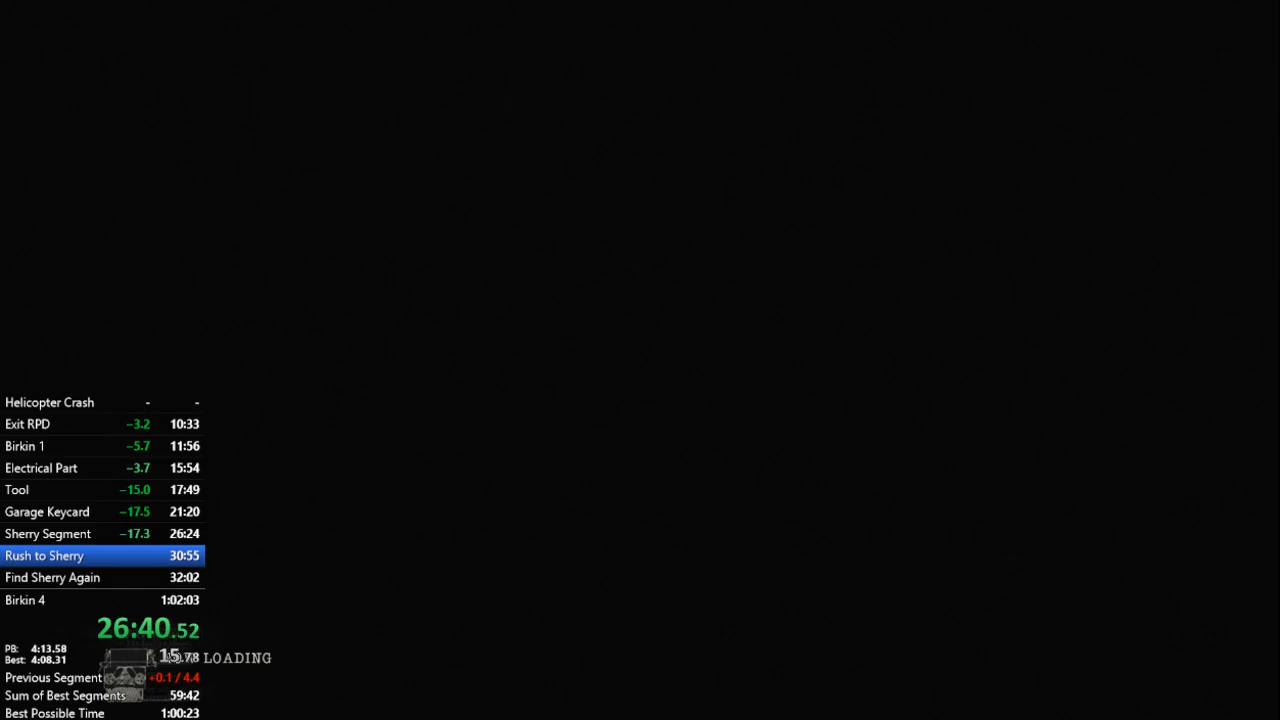 Helicopter Crash - -
Exit RPD −3.2 10:33
Birkin 1 −5.7 11:56
Electrical Part −3.7 15:54
Tool −15.0 17:49
Garage Keycard −17.5 21:20
Sherry Segment −17.3 26:24
Rush to Sherry 30:55
Find Sherry Again 32:02
Birkin 4 1:02:03
26:40.52
PB: 4:13.58
Best: 4:08.31
15.78
LOADING
Previous Segment +0.1 / 4.4
Sum of Best Segments 59:42
Best Possible Time 1:00:23